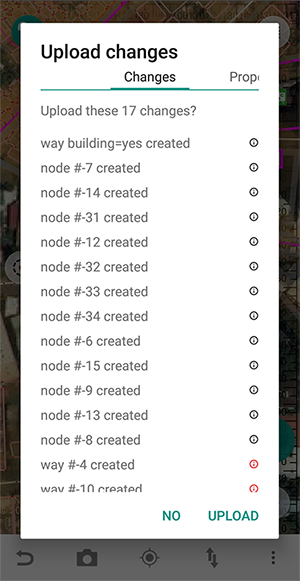 Upload changes
Changes
Prope
Upload these 17 changes?
way building=yes created
node #-7 created
node #-14 created
node #-31 created
node #-12 created
node #-32 created
node #-33 created
node #-34 created
node #-6 created
node #-15 created
node #-9 created
node #-13 created
node #-8 created
way #-4 created
way #-10 created
NO UPLOAD